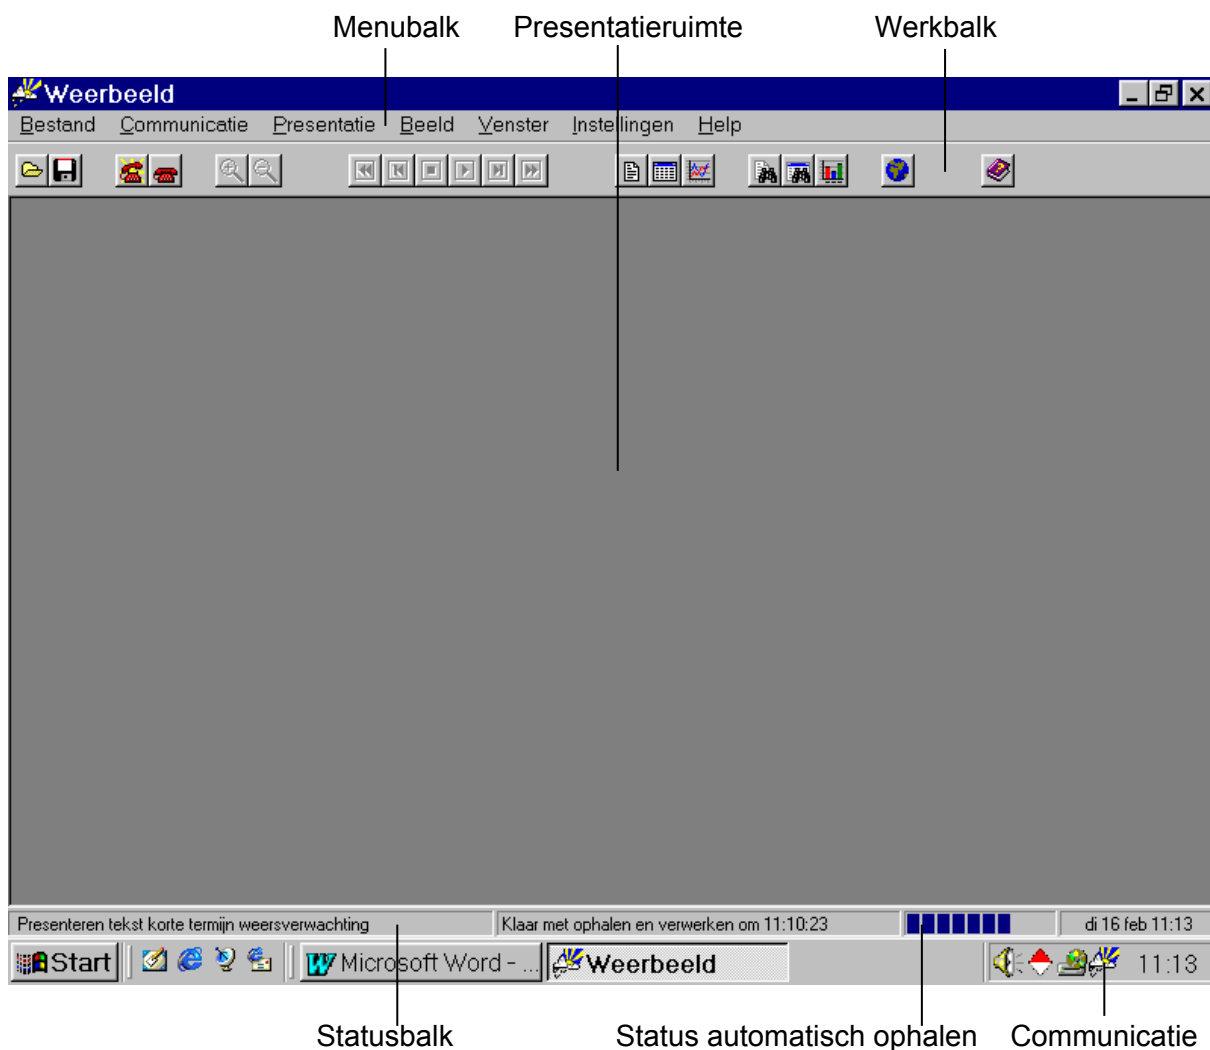 Menubalk Presentatieruimte Werkbalk
Weerbeeld
Bestand Communicatie Presentatie Beeld Venster Instellingen Help
Presenteren tekst korte termijn weersverwachting Klaar met ophalen en verwerken om 11:10:23 di 16 feb 11:13
Start Microsoft Word - ... Weerbeeld 11:13
Statusbalk Status automatisch ophalen Communicatie